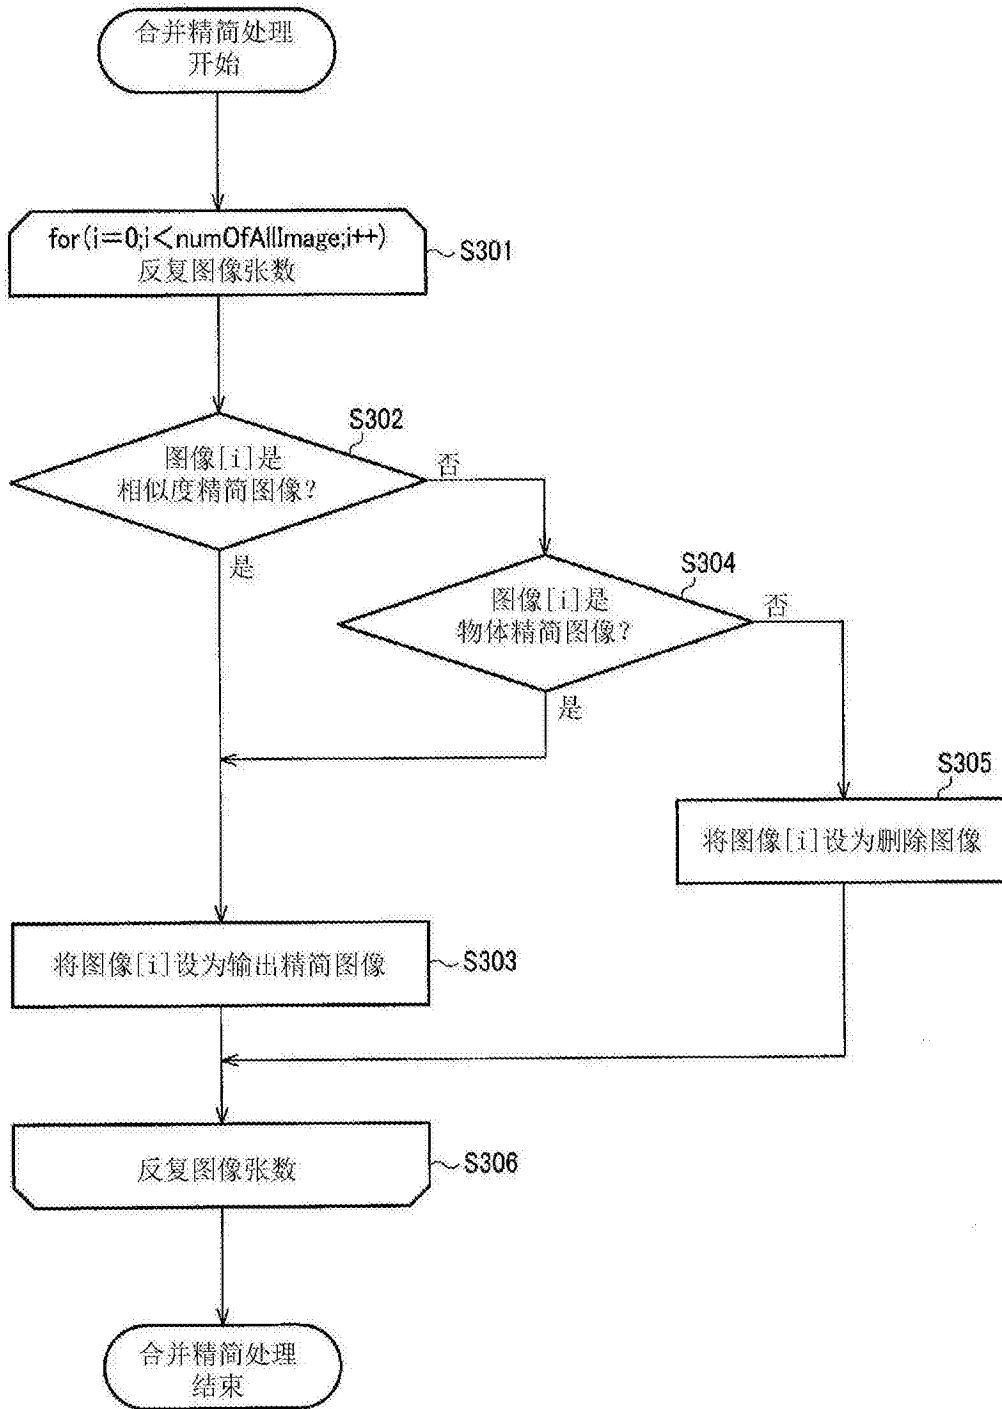 合并精简处理
开始
for(i=0;i<numOfAllImage;i++)
反复图像张数
S301
S302
图像[i]是
相似度精简图像?
否
是
S304
图像[i]是
物体精简图像?
否
是
S305
将图像[i]设为删除图像
将图像[i]设为输出精简图像
S303
反复图像张数
S306
合并精简处理
结束